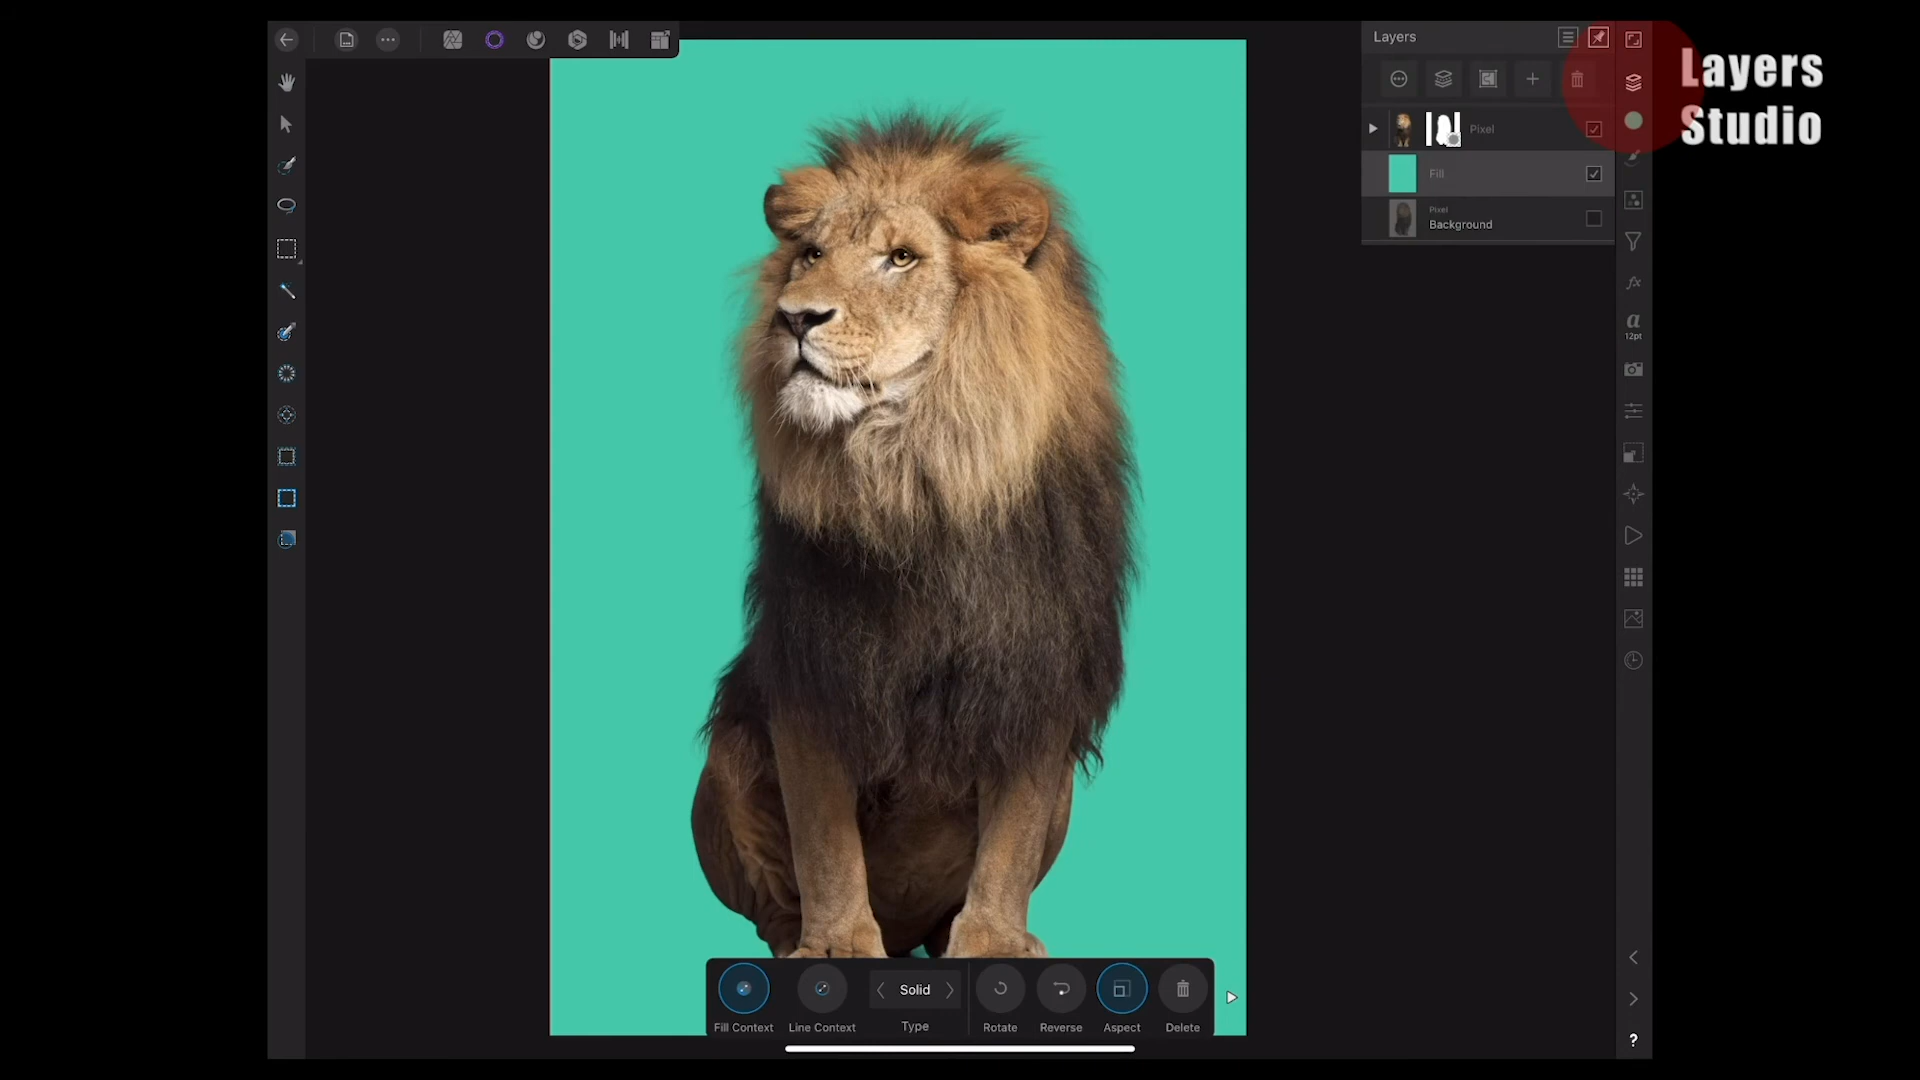 Layers
Layers
Studio
Pixel
Fill
Pixel
Background
a
12pt
Solid
Fill Context
Line Context
Type
Rotate
Reverse
Aspect
Delete
?